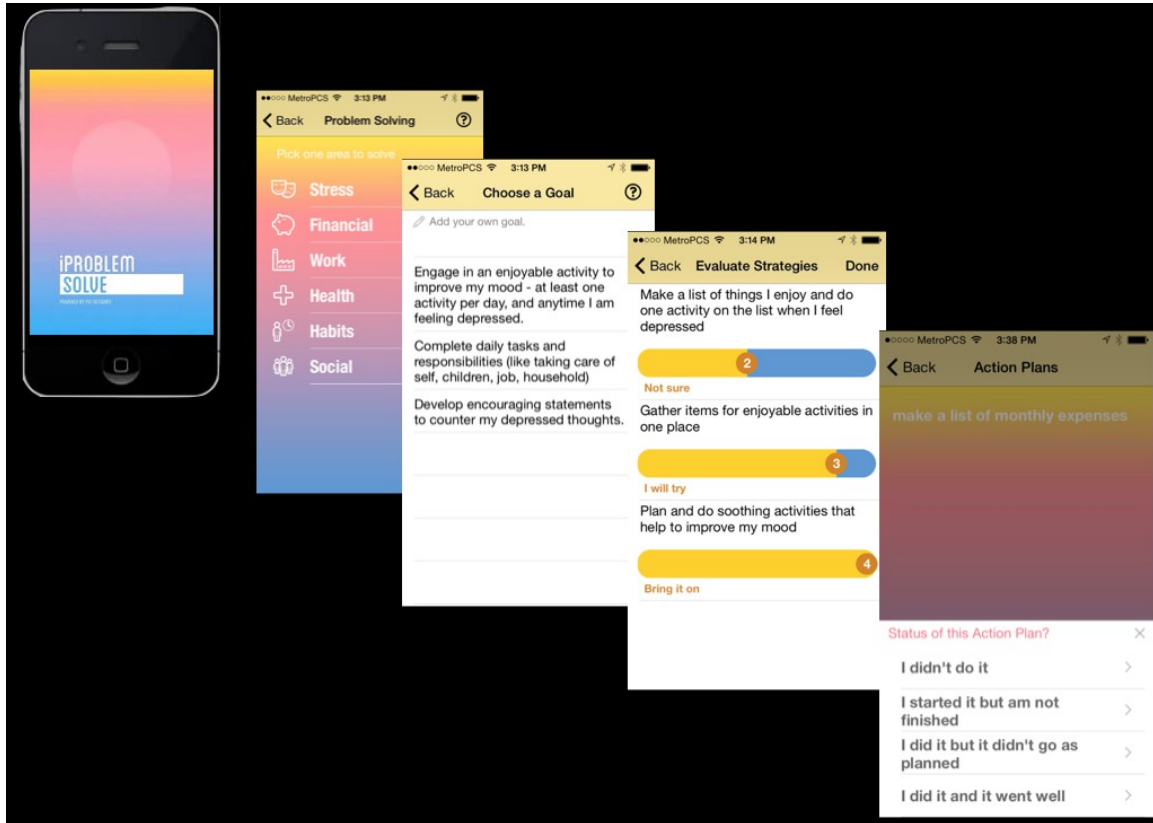 iPROBLEM
SOLVE
MetroPCS 3:13 PM
Back Problem Solving ?
Pick one area to solve
Stress
Financial
Work
Health
Habits
Social
MetroPCS 3:13 PM
Back Choose a Goal ?
Add your own goal.
Engage in an enjoyable activity to
improve my mood - at least one
activity per day, and anytime I am
feeling depressed.
Complete daily tasks and
responsibilities (like taking care of
self, children, job, household)
Develop encouraging statements
to counter my depressed thoughts.
MetroPCS 3:14 PM
Back Evaluate Strategies Done
Make a list of things I enjoy and do
one activity on the list when I feel
depressed
2
Not sure
Gather items for enjoyable activities in
one place
3
I will try
Plan and do soothing activities that
help to improve my mood
4
Bring it on
MetroPCS 3:38 PM
Back Action Plans
make a list of monthly expenses
Status of this Action Plan?
I didn't do it
I started it but am not
finished
I did it but it didn't go as
planned
I did it and it went well